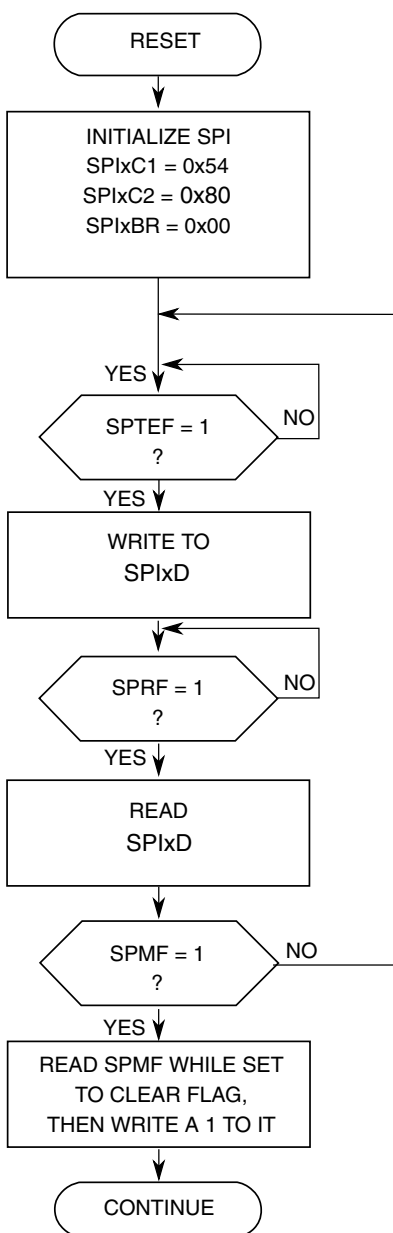 RESET
INITIALIZE SPI
SPIxC1 = 0x54
SPIxC2 = 0x80
SPIxBR = 0x00
YES
SPTEF = 1
?
NO
YES
WRITE TO
SPIxD
SPRF = 1
?
NO
YES
READ
SPIxD
SPMF = 1
?
NO
YES
READ SPMF WHILE SET
TO CLEAR FLAG,
THEN WRITE A 1 TO IT
CONTINUE